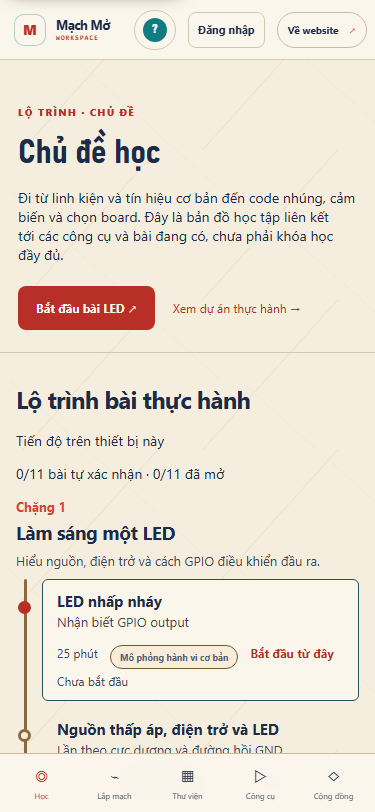 M
Mạch Mở
WORKSPACE
?
Đăng nhập
Về website ↗
LỘ TRÌNH · CHỦ ĐỀ
Chủ đề học
Đi từ linh kiện và tín hiệu cơ bản đến code nhúng, cảm
biến và chọn board. Đây là bản đồ học tập liên kết
tới các công cụ và bài đang có, chưa phải khóa học
đầy đủ.
Bắt đầu bài LED ↗
Xem dự án thực hành →
Lộ trình bài thực hành
Tiến độ trên thiết bị này
0/11 bài tự xác nhận · 0/11 đã mở
Chặng 1
Làm sáng một LED
Hiểu nguồn, điện trở và cách GPIO điều khiển đầu ra.
LED nhấp nháy
Nhận biết GPIO output
25 phút
Mô phỏng hành vi cơ bản
Bắt đầu từ đây
Chưa bắt đầu
Nguồn thấp áp, điện trở và LED
Lần theo cực dương và đường hồi GND
Học
Lắp mạch
Thư viện
Công cụ
Cộng đồng